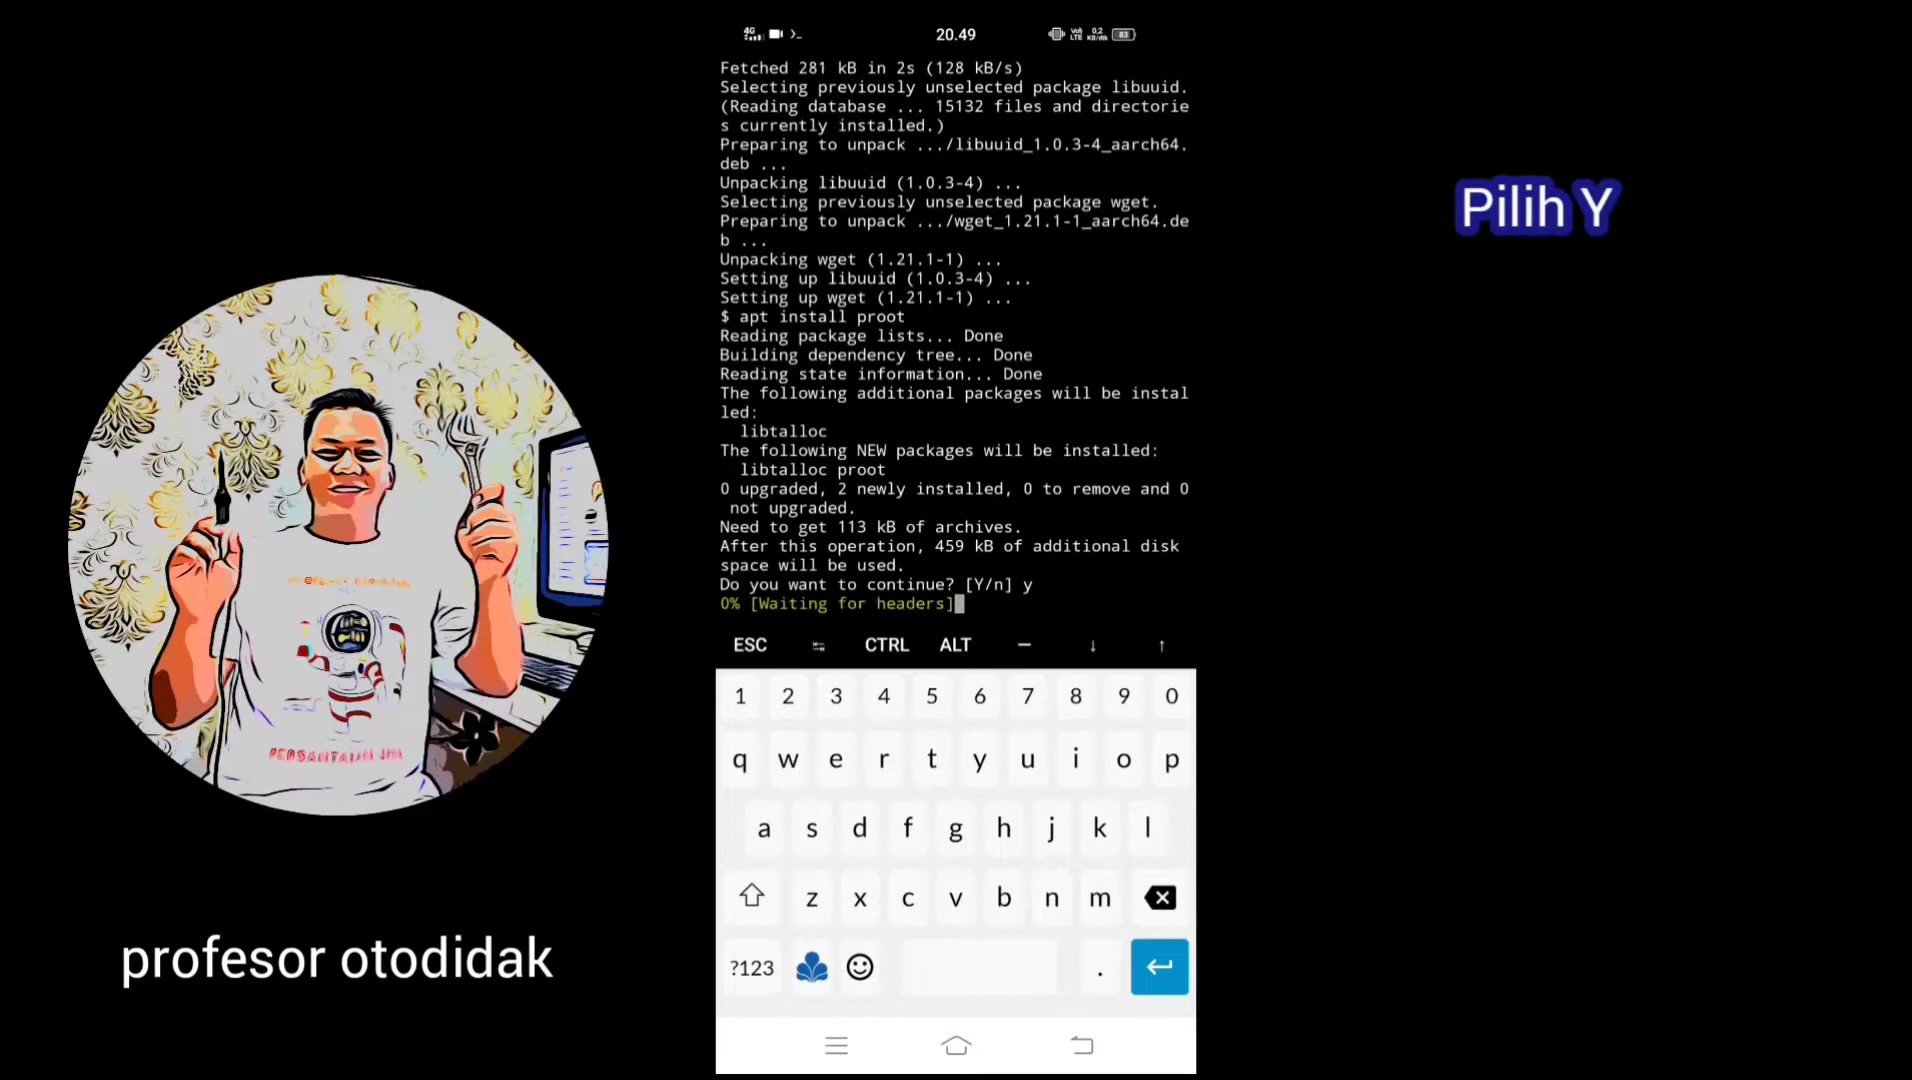 4G
20.49
Vo)
LTE
0.2
KB/dtk
83
Fetched 281 kB in 2s (128 kB/s)
Selecting previously unselected package libuuid.
(Reading database ... 15132 files and directorie
s currently installed.)
Preparing to unpack .../libuuid_1.0.3-4_aarch64.
deb ...
Unpacking libuuid (1.0.3-4) ...
Selecting previously unselected package wget.
Preparing to unpack .../wget_1.21.1-1_aarch64.de
b ...
Unpacking wget (1.21.1-1) ...
Setting up libuuid (1.0.3-4) ...
Setting up wget (1.21.1-1) ...
$ apt install proot
Reading package lists... Done
Building dependency tree... Done
Reading state information... Done
The following additional packages will be instal
led:
libtalloc
The following NEW packages will be installed:
libtalloc proot
0 upgraded, 2 newly installed, 0 to remove and 0
not upgraded.
Need to get 113 kB of archives.
After this operation, 459 kB of additional disk
space will be used.
Do you want to continue? [Y/n] y
0% [Waiting for headers]
ESC CTRL ALT — ↓ ↑
1 2 3 4 5 6 7 8 9 0
q w e r t y u i o p
a s d f g h j k l
z x c v b n m
?123 .
Pilih Y
profesor otodidak